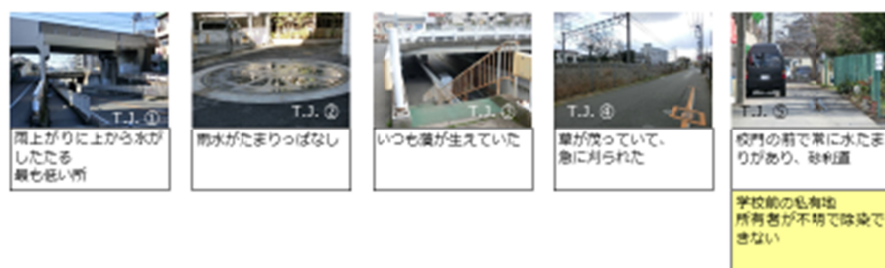 T.J. ①
T.J. ②
T.J. ③
T.J. ④
T.J. ⑤
雨上がりに上から水が
したたる
最も低い所
雨水がたまりっぱなし
いつも藻が生えていた
草が茂っていて、
急に刈られた
校門の前で常に水たま
りがあり、砂利道
学校前の私有地
所有者が不明で除染で
きない